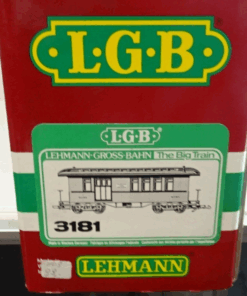 ·L·G·B·
·L·G·B·
LEHMANN-GROSS-BAHN The Big Train
3181
LEHMANN